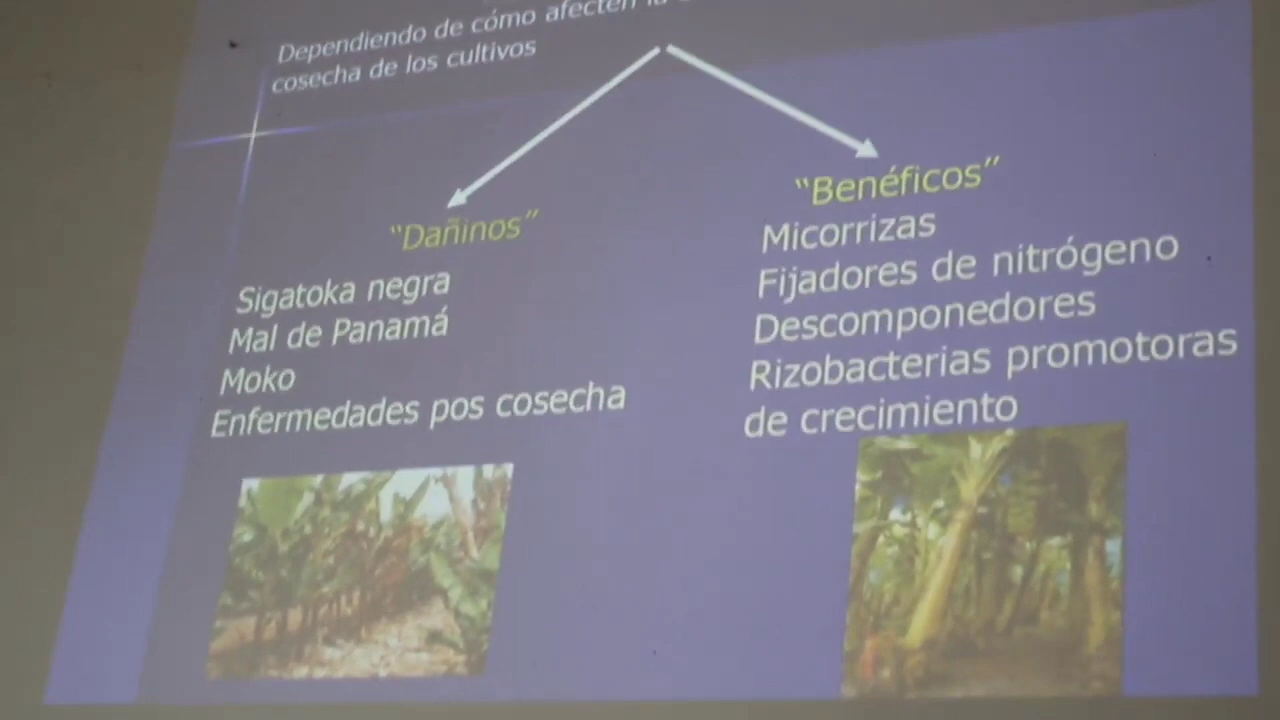 Dependiendo de cómo afecten la
cosecha de los cultivos
"Dañinos"
Sigatoka negra
Mal de Panamá
Moko
Enfermedades pos cosecha
"Benéficos"
Micorrizas
Fijadores de nitrógeno
Descomponedores
Rizobacterias promotoras
de crecimiento